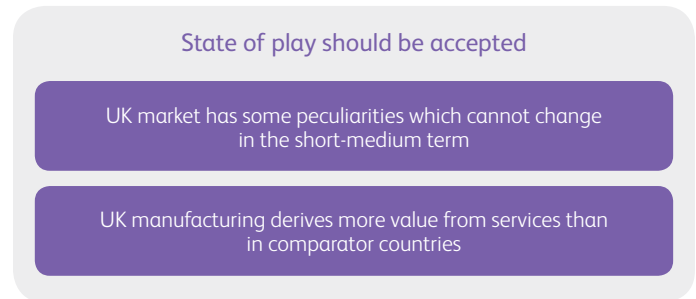 State of play should be accepted
UK market has some peculiarities which cannot change
in the short-medium term
UK manufacturing derives more value from services than
in comparator countries